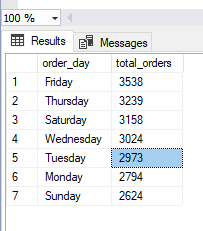 100 %
Results Messages
order_day total_orders
1 Friday 3538
2 Thursday 3239
3 Saturday 3158
4 Wednesday 3024
5 Tuesday 2973
6 Monday 2794
7 Sunday 2624